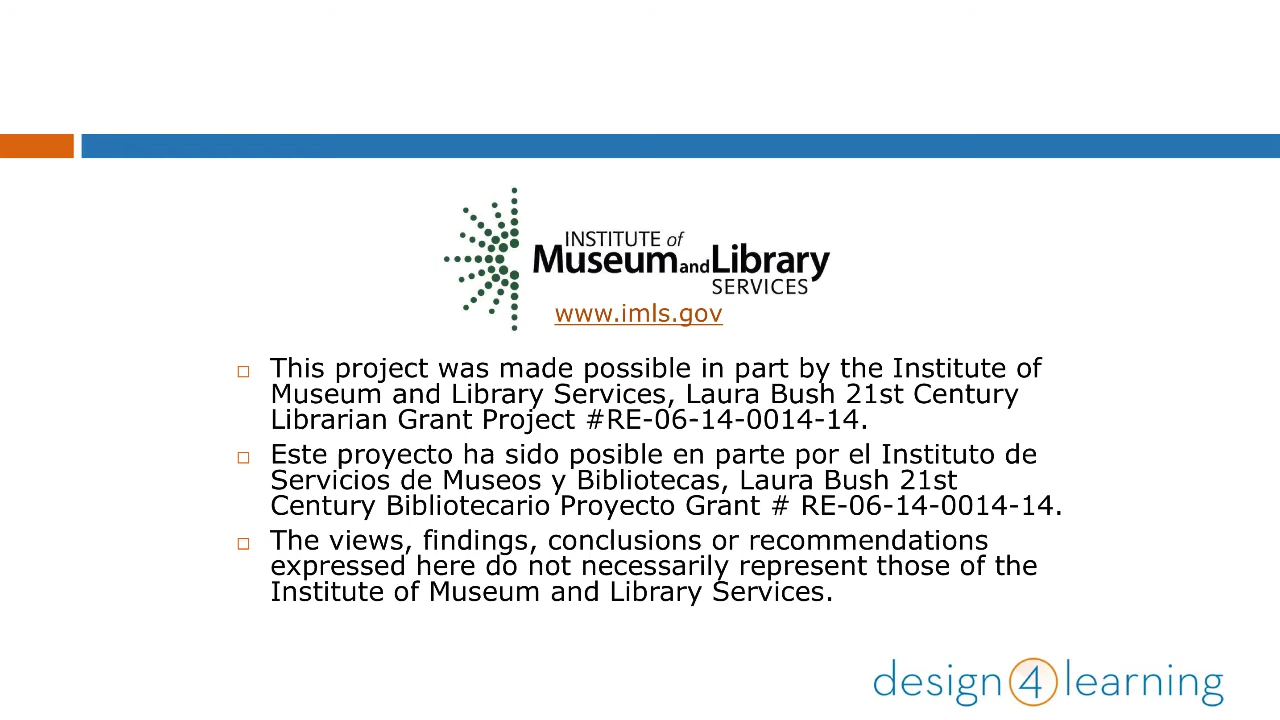 INSTITUTE of
Museum and Library
SERVICES
www.imls.gov
□ This project was made possible in part by the Institute of
Museum and Library Services, Laura Bush 21st Century
Librarian Grant Project #RE-06-14-0014-14.
□ Este proyecto ha sido posible en parte por el Instituto de
Servicios de Museos y Bibliotecas, Laura Bush 21st
Century Bibliotecario Proyecto Grant # RE-06-14-0014-14.
□ The views, findings, conclusions or recommendations
expressed here do not necessarily represent those of the
Institute of Museum and Library Services.
design 4 learning